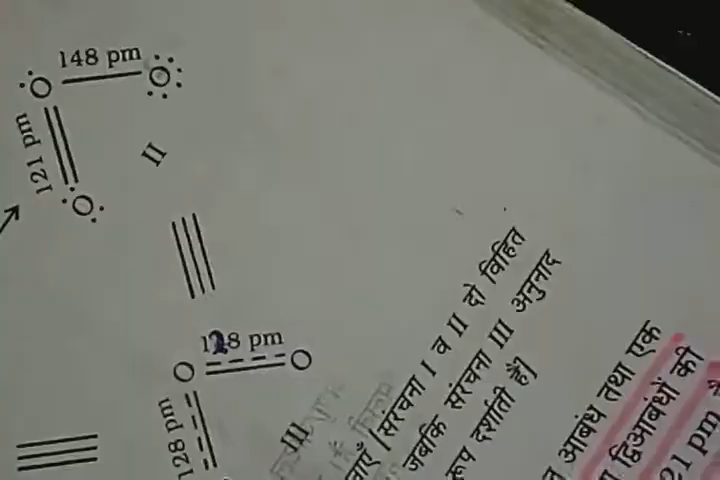 148 pm
O O
121 pm
O
II
128 pm
O O
128 pm
III
(संरचना I व II दो विहित
जबकि संरचना III अनुनाद
रूप दर्शाती हैं।
आबंध तथा एक
द्विआबंधों की
21 pm